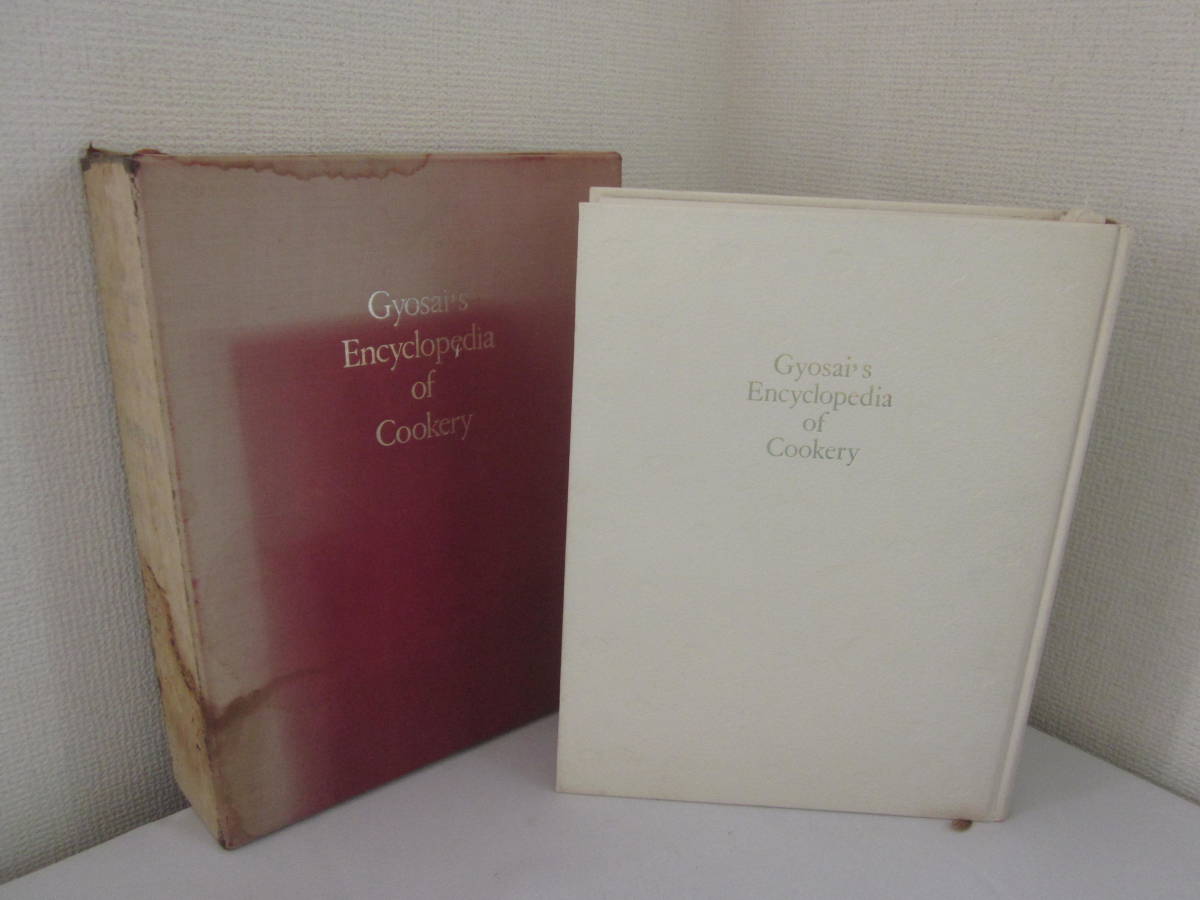 Gyosai's
Encyclopedia
of
Cookery
Gyosai's
Encyclopedia
of
Cookery